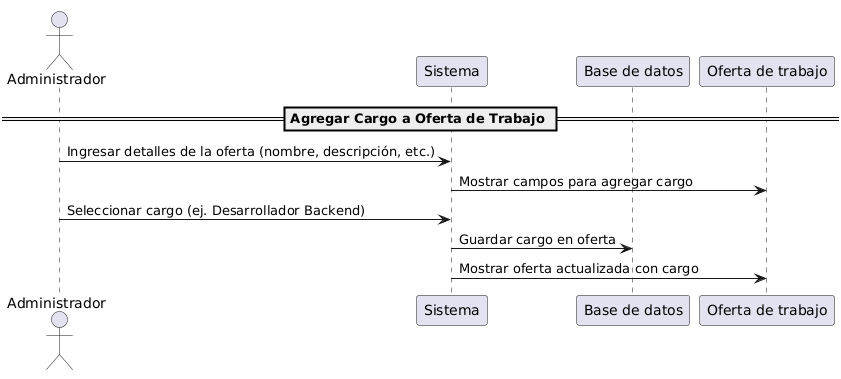 Administrador
Sistema
Base de datos
Oferta de trabajo
Agregar Cargo a Oferta de Trabajo
Ingresar detalles de la oferta (nombre, descripción, etc.)
Mostrar campos para agregar cargo
Seleccionar cargo (ej. Desarrollador Backend)
Guardar cargo en oferta
Mostrar oferta actualizada con cargo
Administrador
Sistema
Base de datos
Oferta de trabajo